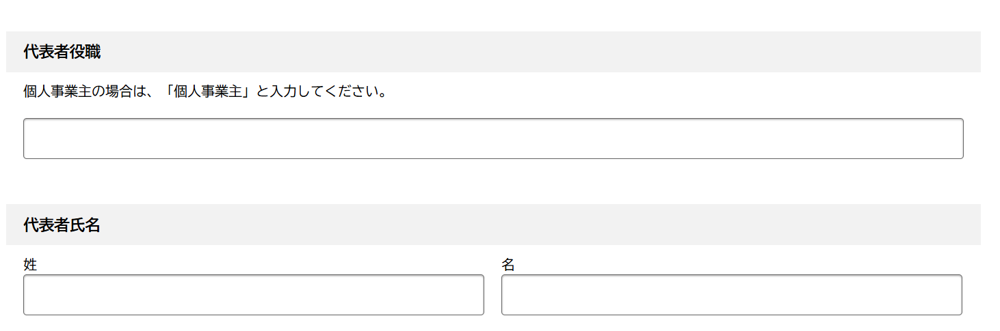 代表者役職
個人事業主の場合は、「個人事業主」と入力してください。
代表者氏名
姓
名